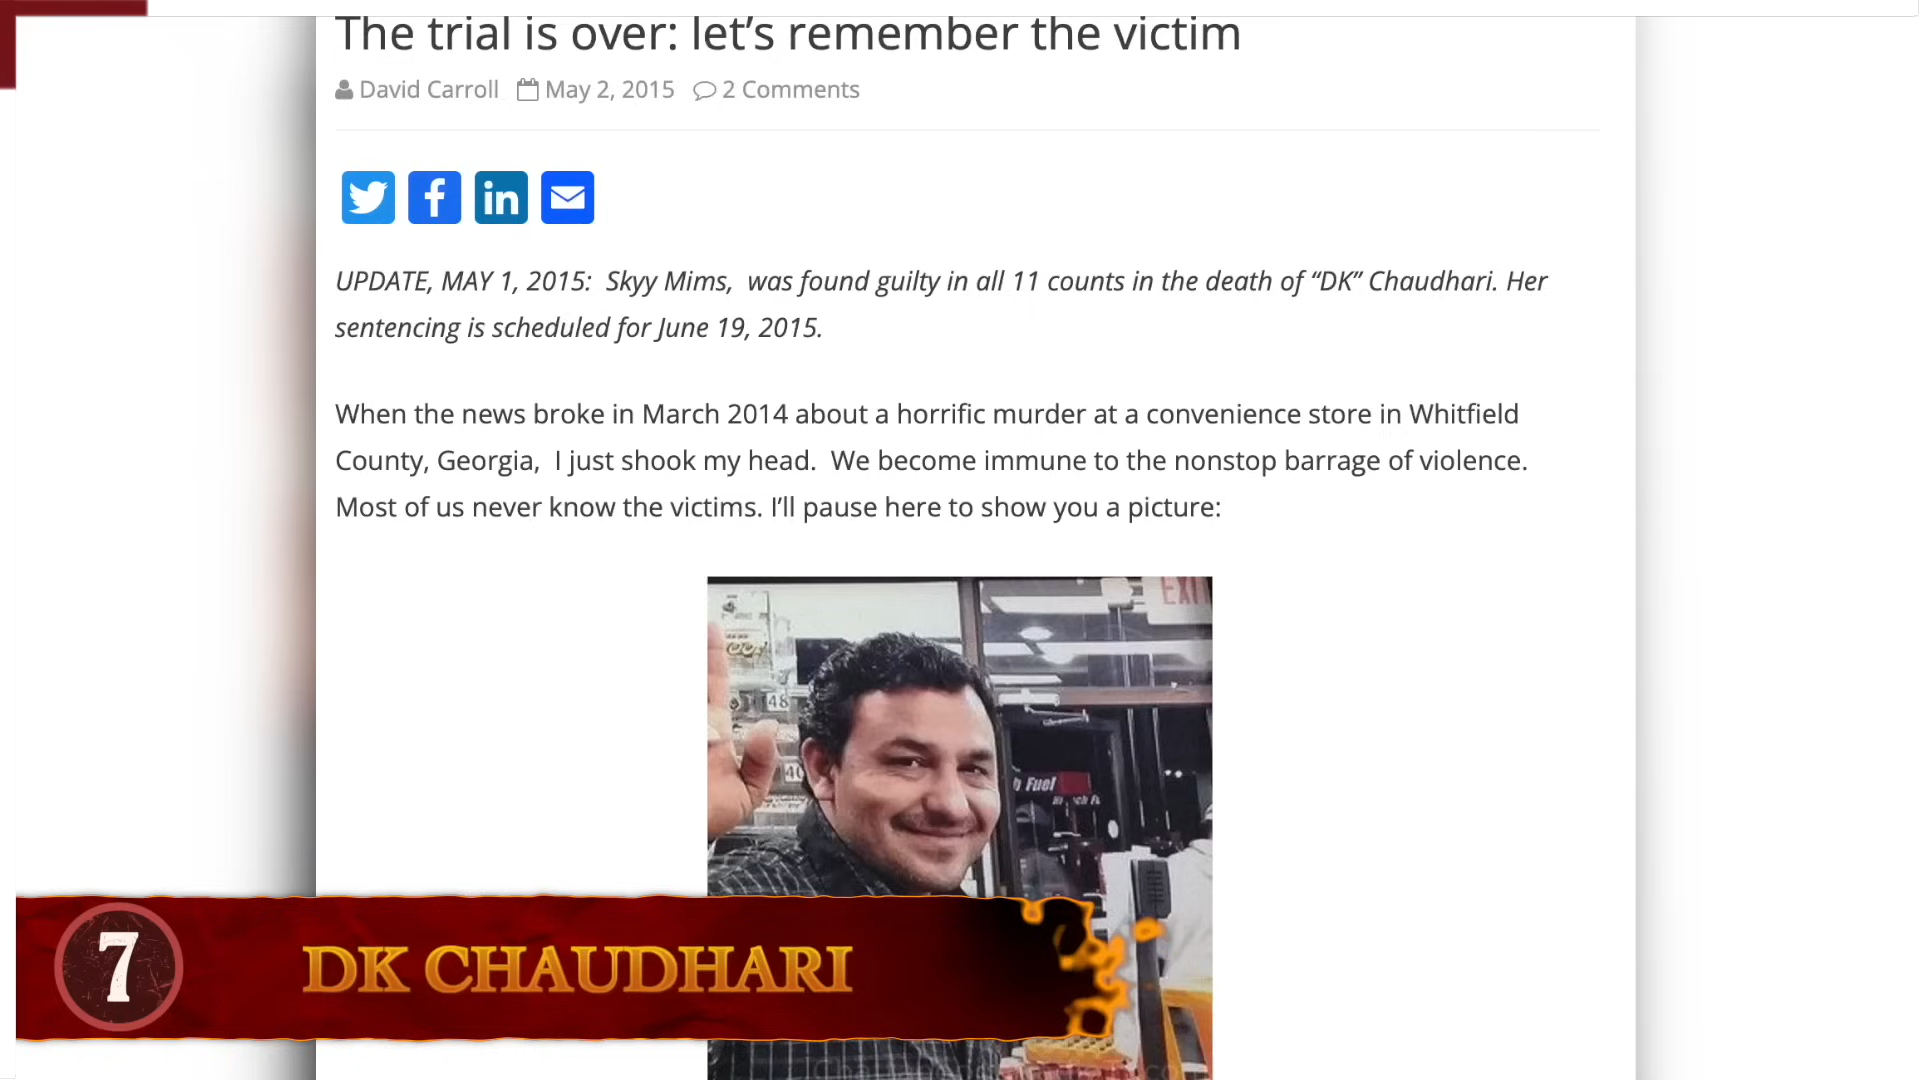 The trial is over: let’s remember the victim
David Carroll May 2, 2015 2 Comments
UPDATE, MAY 1, 2015: Skyy Mims, was found guilty in all 11 counts in the death of “DK” Chaudhari. Her
sentencing is scheduled for June 19, 2015.
When the news broke in March 2014 about a horrific murder at a convenience store in Whitfield
County, Georgia, I just shook my head. We become immune to the nonstop barrage of violence.
Most of us never know the victims. I’ll pause here to show you a picture:
EXIT
48
40
Fuel
7 DK CHAUDHARI